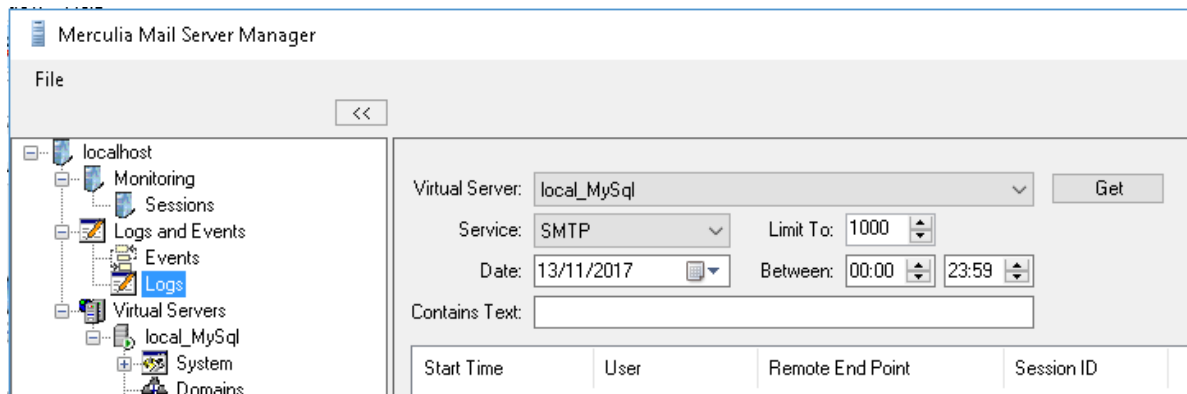 Merculia Mail Server Manager
File
<<
localhost
Monitoring
Sessions
Logs and Events
Events
Logs
Virtual Servers
local_MySql
System
Domains
Virtual Server: local_MySql Get
Service: SMTP Limit To: 1000
Date: 13/11/2017 Between: 00:00 23:59
Contains Text:
Start Time User Remote End Point Session ID